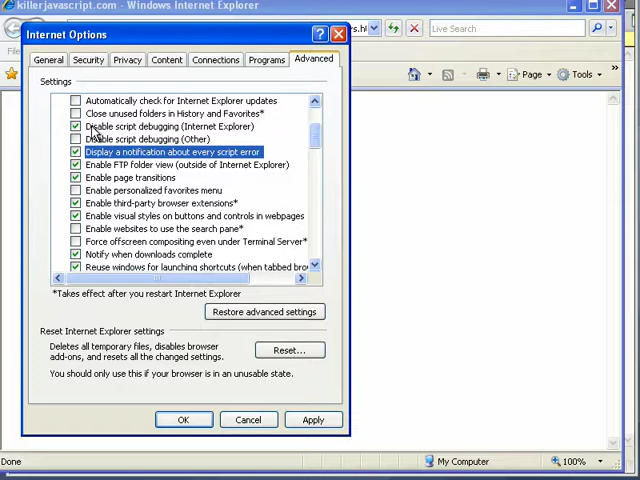 killerjavascript.com - Windows Internet Explorer
Internet Options
Live Search
General Security Privacy Content Connections Programs Advanced
Page Tools
Settings
Automatically check for Internet Explorer updates
Close unused folders in History and Favorites*
Disable script debugging (Internet Explorer)
Disable script debugging (Other)
Display a notification about every script error
Enable FTP folder view (outside of Internet Explorer)
Enable page transitions
Enable personalized favorites menu
Enable third-party browser extensions*
Enable visual styles on buttons and controls in webpages
Enable websites to use the search pane*
Force offscreen compositing even under Terminal Server*
Notify when downloads complete
Reuse windows for launching shortcuts (when tabbed brow
*Takes effect after you restart Internet Explorer
Restore advanced settings
Reset Internet Explorer settings
Deletes all temporary files, disables browser
add-ons, and resets all the changed settings.
Reset...
You should only use this if your browser is in an unusable state.
OK Cancel Apply
Done My Computer 100%